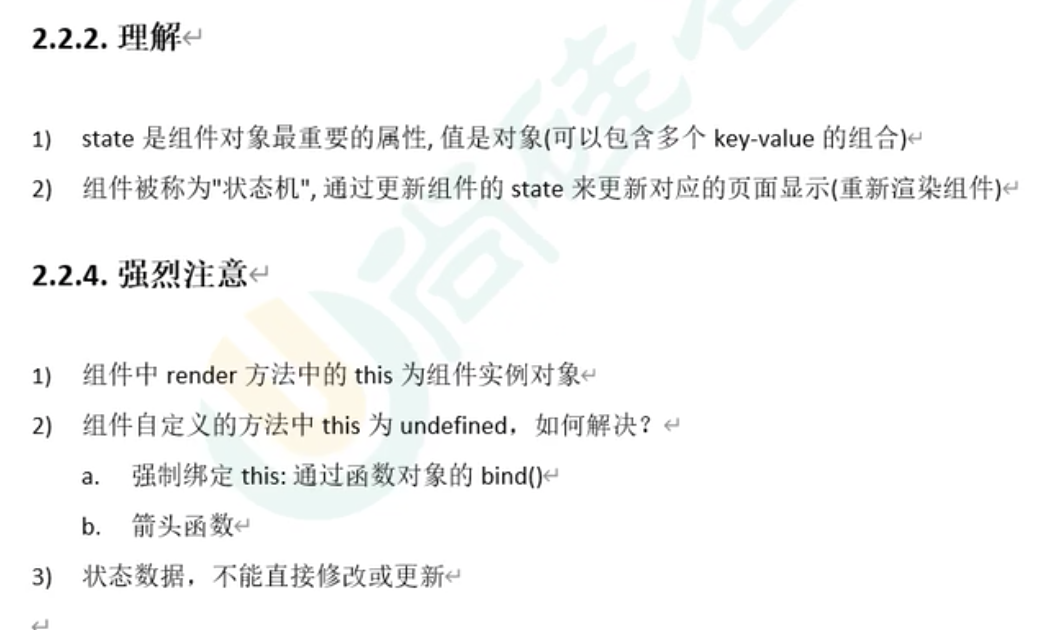 2.2.2. 理解
1) state 是组件对象最重要的属性, 值是对象(可以包含多个 key-value 的组合)
2) 组件被称为"状态机", 通过更新组件的 state 来更新对应的页面显示(重新渲染组件)
2.2.4. 强烈注意
1) 组件中 render 方法中的 this 为组件实例对象
2) 组件自定义的方法中 this 为 undefined，如何解决？
a. 强制绑定 this: 通过函数对象的 bind()
b. 箭头函数
3) 状态数据，不能直接修改或更新